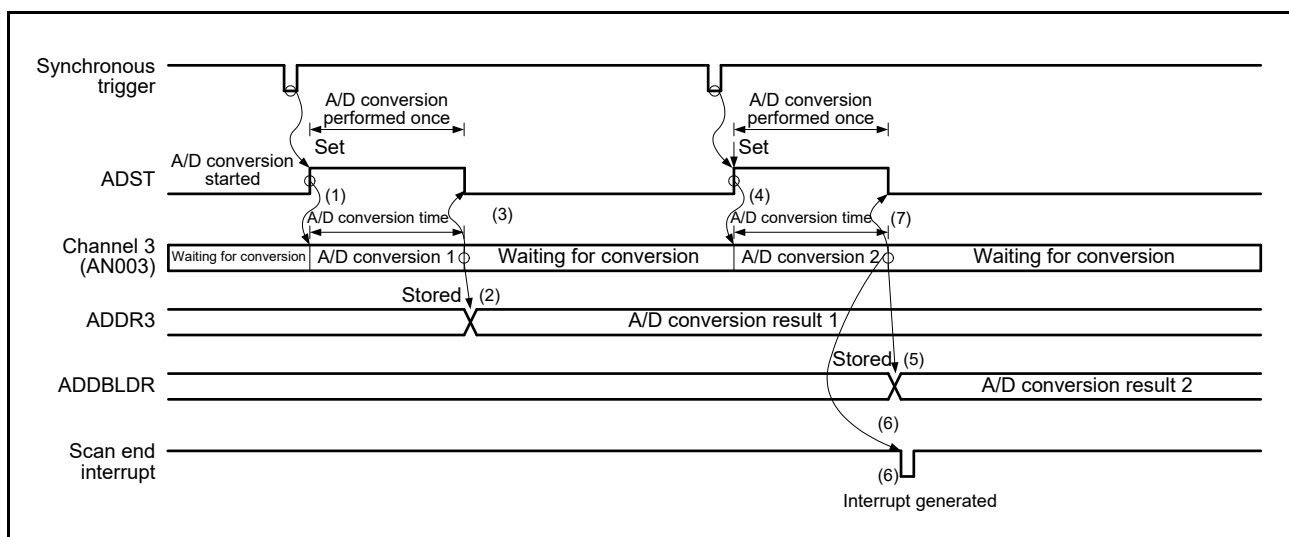 Synchronous
trigger
A/D conversion
performed once
A/D conversion
performed once
Set
Set
A/D conversion
started
ADST
(1)
(3)
(4)
(7)
A/D conversion time
A/D conversion time
Channel 3
(AN003)
Waiting for conversion
A/D conversion 1
Waiting for conversion
A/D conversion 2
Waiting for conversion
Stored
(2)
ADDR3
A/D conversion result 1
Stored
(5)
ADDBLDR
A/D conversion result 2
(6)
Scan end
interrupt
(6)
Interrupt generated